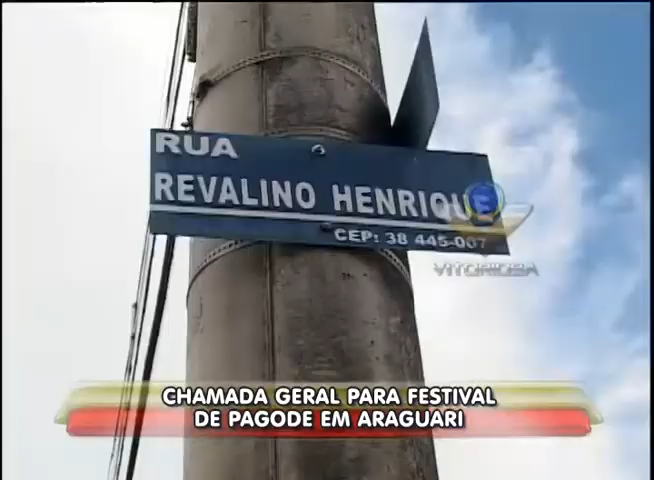 RUA
REVALINO HENRIQUE
CEP: 38 445-007
VITORIOSA
CHAMADA GERAL PARA FESTIVAL
DE PAGODE EM ARAGUARI